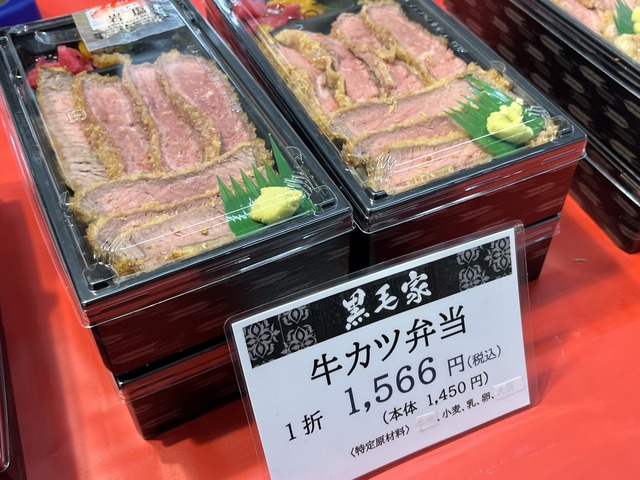 黒毛家
牛カツ弁当
1折 1,566円(税込)
(本体 1,450円)
〈特定原材料〉 、小麦、乳、卵、